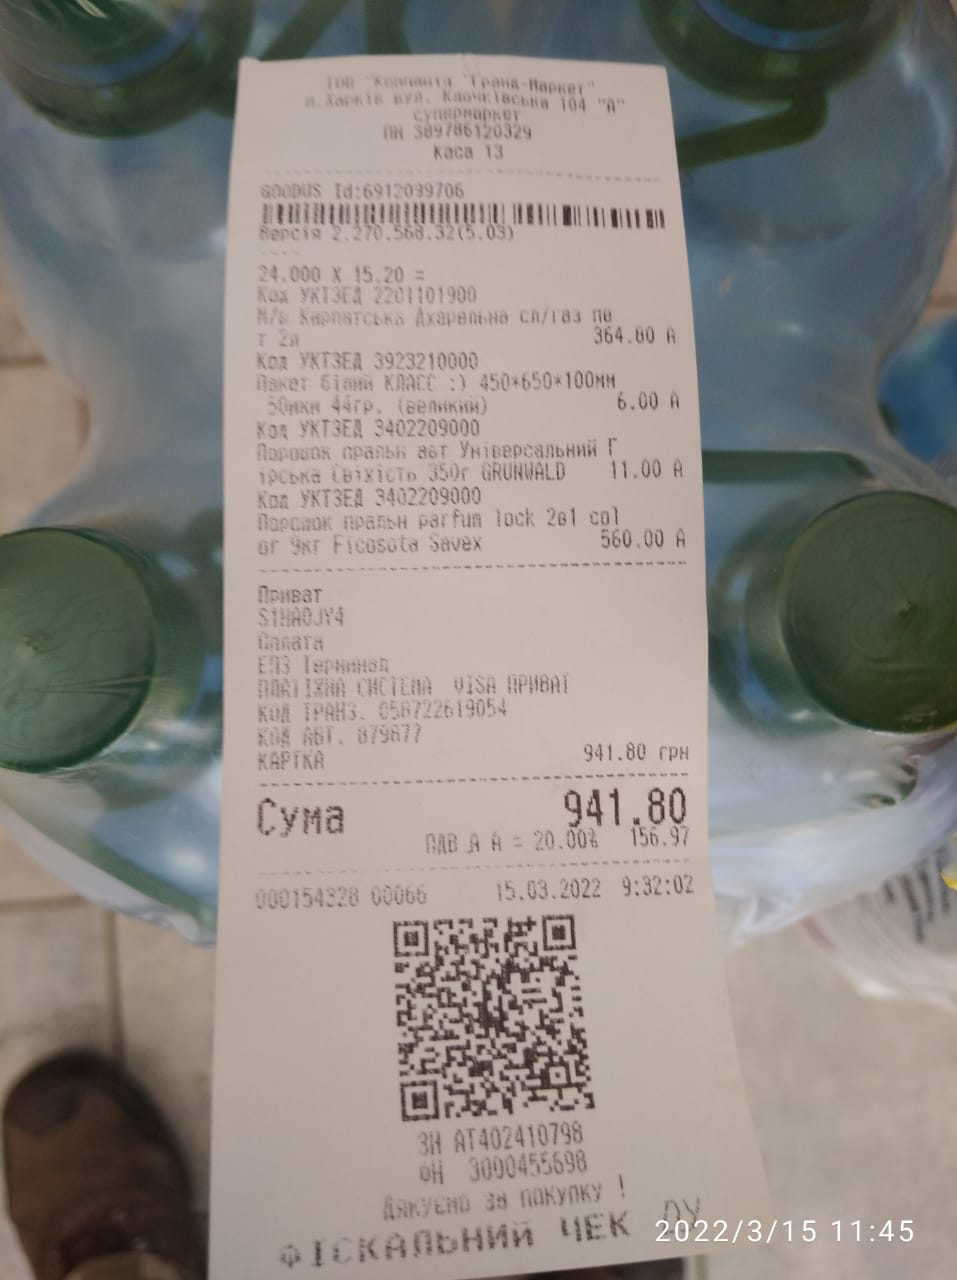 ТОВ "Компанія "Гранд-Маркет"
м.Харків вул. Клочківська 104 "А"
супермаркет
ПН 389786120329
Каса 13
GOODUS Id:6912099706
Версія 2.270.568.32(5.03)
24.000 X 15.20 =
Код УКТЗЕД 2201101900
М/в Карпатська Джерельна сл/газ пе
т 2л 364.80 А
Код УКТЗЕД 3923210000
Пакет білий КЛАСС :) 450*650*100мм
50мкм 44гр. (великий) 6.00 А
Код УКТЗЕД 3402209000
Порошок пральн авт Універсальний Г
ірська Свіжість 350г GRUNWALD 11.00 А
Код УКТЗЕД 3402209000
Порошок пральн parfum lock 2в1 col
or 9кг Ficosota Savex 560.00 А
Приват
S1HA0JY4
Оплата
ЕПЗ Термінал
ПЛАТІЖНА СИСТЕМА VISA ПРИВАТ
КОД ТРАНЗ. 058722619054
КОД АВТ. 879877
КАРТКА 941.80 грн
Сума 941.80
ПДВ А А = 20.00% 156.97
000154328 00066 15.03.2022 9:32:02
ЗН АТ402410798
ФН 3000455698
Дякуємо за покупку !
ФІСКАЛЬНИЙ ЧЕК
2022/3/15 11:45